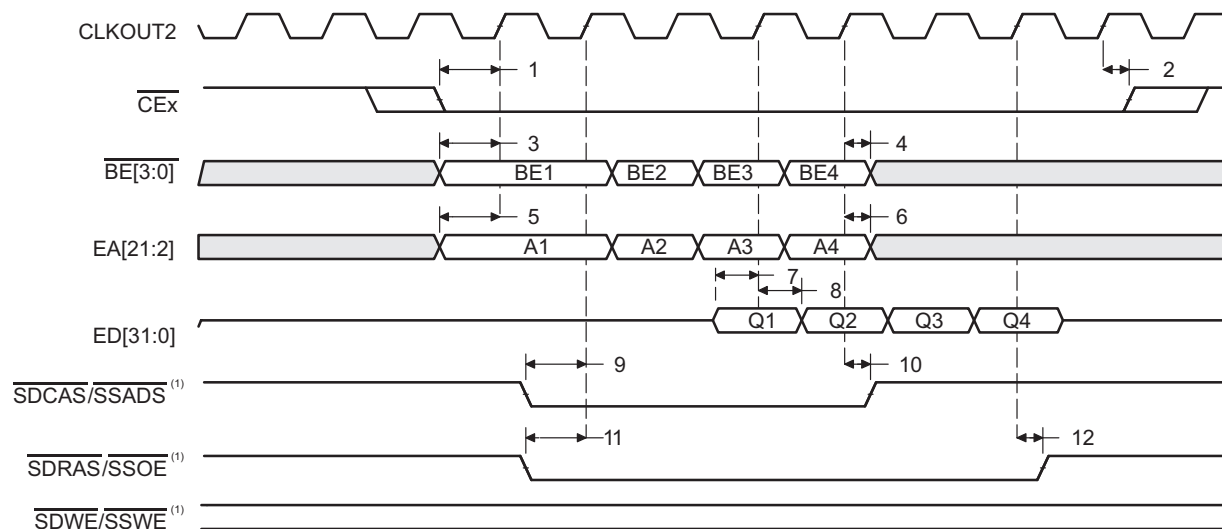 CLKOUT2
1
2
CEx
3
4
BE[3:0]
BE1 BE2 BE3 BE4
5
6
EA[21:2]
A1 A2 A3 A4
7
8
ED[31:0]
Q1 Q2 Q3 Q4
9
10
SDCAS/SSADS (1)
11
12
SDRAS/SSOE (1)
SDWE/SSWE (1)